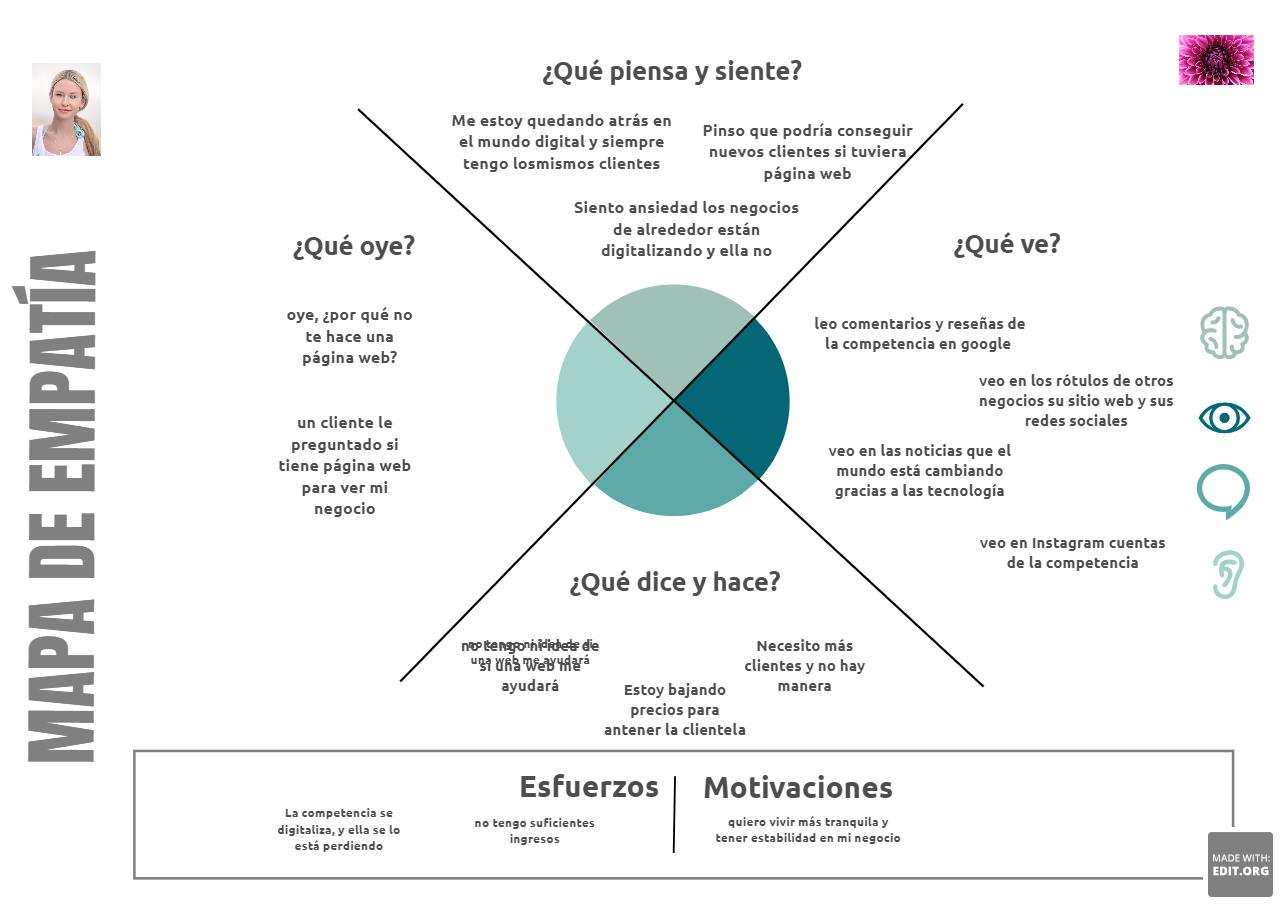 MAPA DE EMPATÍA
¿Qué piensa y siente?
Me estoy quedando atrás en
el mundo digital y siempre
tengo losmismos clientes
Pinso que podría conseguir
nuevos clientes si tuviera
página web
Siento ansiedad los negocios
de alrededor están
digitalizando y ella no
¿Qué oye?
oye, ¿por qué no
te hace una
página web?
un cliente le
preguntado si
tiene página web
para ver mi
negocio
¿Qué ve?
leo comentarios y reseñas de
la competencia en google
veo en los rótulos de otros
negocios su sitio web y sus
redes sociales
veo en las noticias que el
mundo está cambiando
gracias a las tecnología
veo en Instagram cuentas
de la competencia
¿Qué dice y hace?
no tengo ni idea de
si una web me
ayudará
no tengo ni idea de si
una web me ayudará
Estoy bajando
precios para
antener la clientela
Necesito más
clientes y no hay
manera
Esfuerzos
La competencia se
digitaliza, y ella se lo
está perdiendo
no tengo suficientes
ingresos
Motivaciones
quiero vivir más tranquila y
tener estabilidad en mi negocio
MADE WITH:
EDIT.ORG